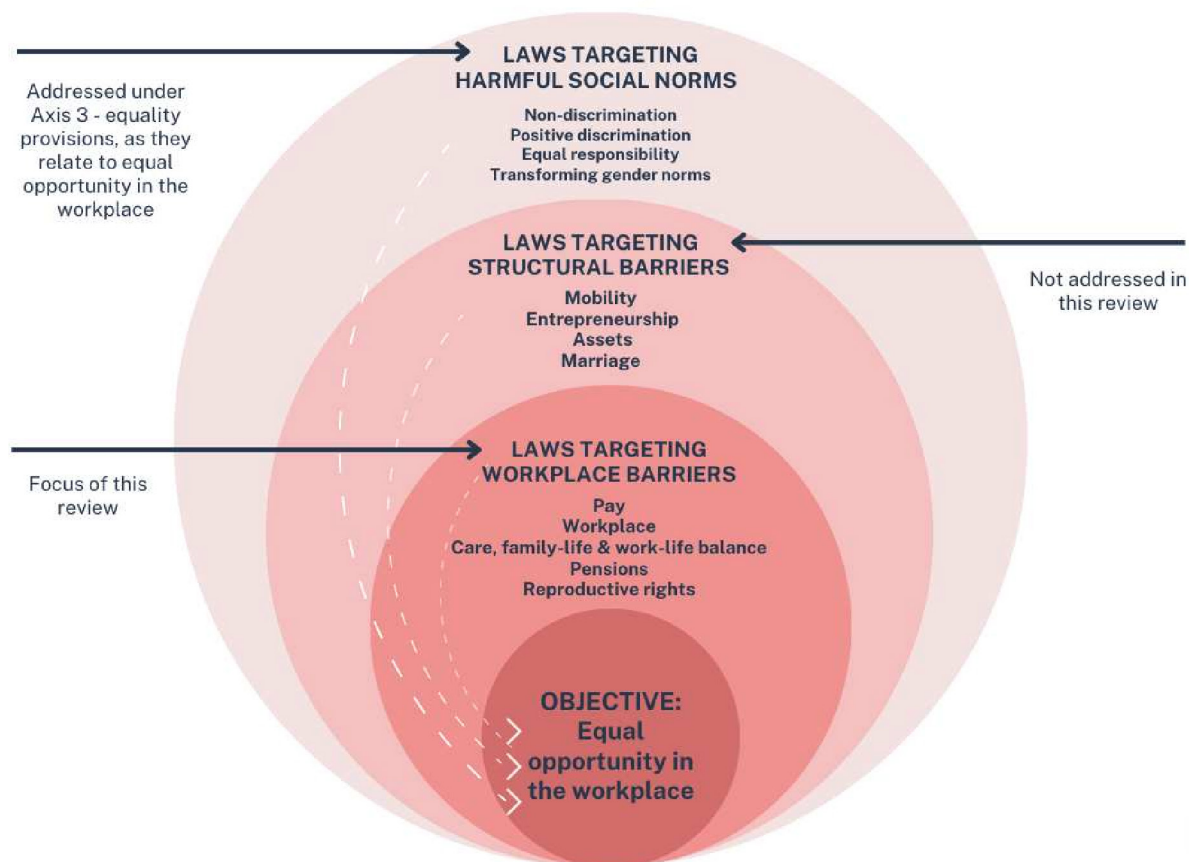 LAWS TARGETING
HARMFUL SOCIAL NORMS
Non-discrimination
Positive discrimination
Equal responsibility
Transforming gender norms
Addressed under
Axis 3 - equality
provisions, as they
relate to equal
opportunity in the
workplace
LAWS TARGETING
STRUCTURAL BARRIERS
Mobility
Entrepreneurship
Assets
Marriage
Not addressed in
this review
LAWS TARGETING
WORKPLACE BARRIERS
Pay
Workplace
Care, family-life & work-life balance
Pensions
Reproductive rights
Focus of this
review
OBJECTIVE:
Equal
opportunity in
the workplace